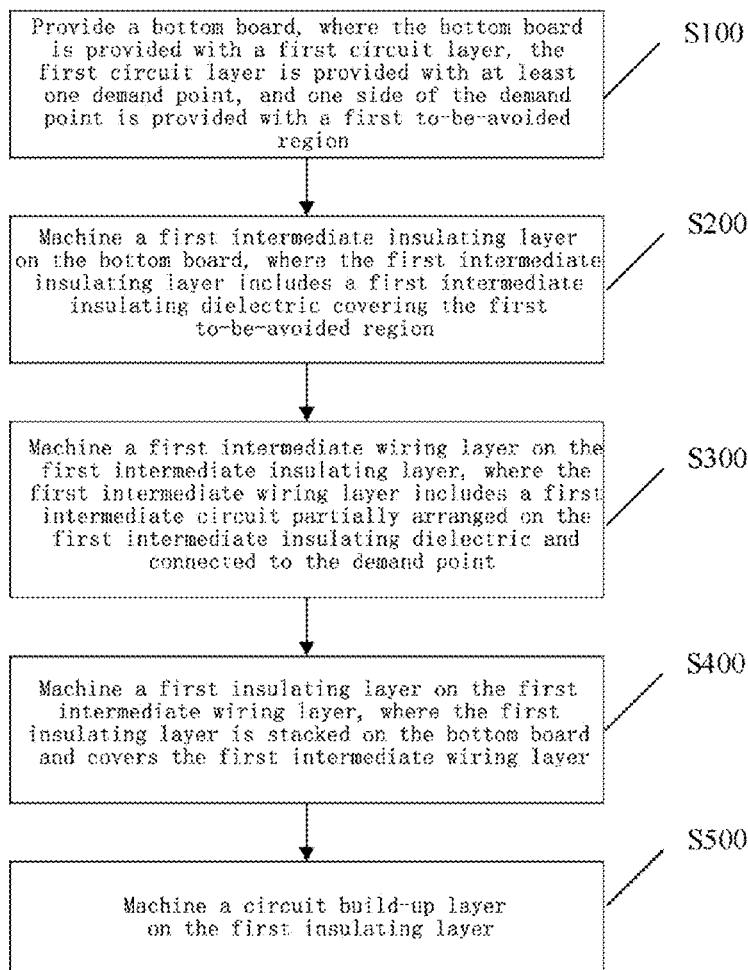 Provide a bottom board, where the bottom board
is provided with a first circuit layer, the
first circuit layer is provided with at least
one demand point, and one side of the demand
point is provided with a first to-be-avoided
region
S100
Machine a first intermediate insulating layer
on the bottom board, where the first intermediate
insulating layer includes a first intermediate
insulating dielectric covering the first
to-be-avoided region
S200
Machine a first intermediate wiring layer on the
first intermediate insulating layer, where the
first intermediate wiring layer includes a first
intermediate circuit partially arranged on the
first intermediate insulating dielectric and
connected to the demand point
S300
Machine a first insulating layer on the first
intermediate wiring layer, where the first
insulating layer is stacked on the bottom board
and covers the first intermediate wiring layer
S400
Machine a circuit build-up layer
on the first insulating layer
S500